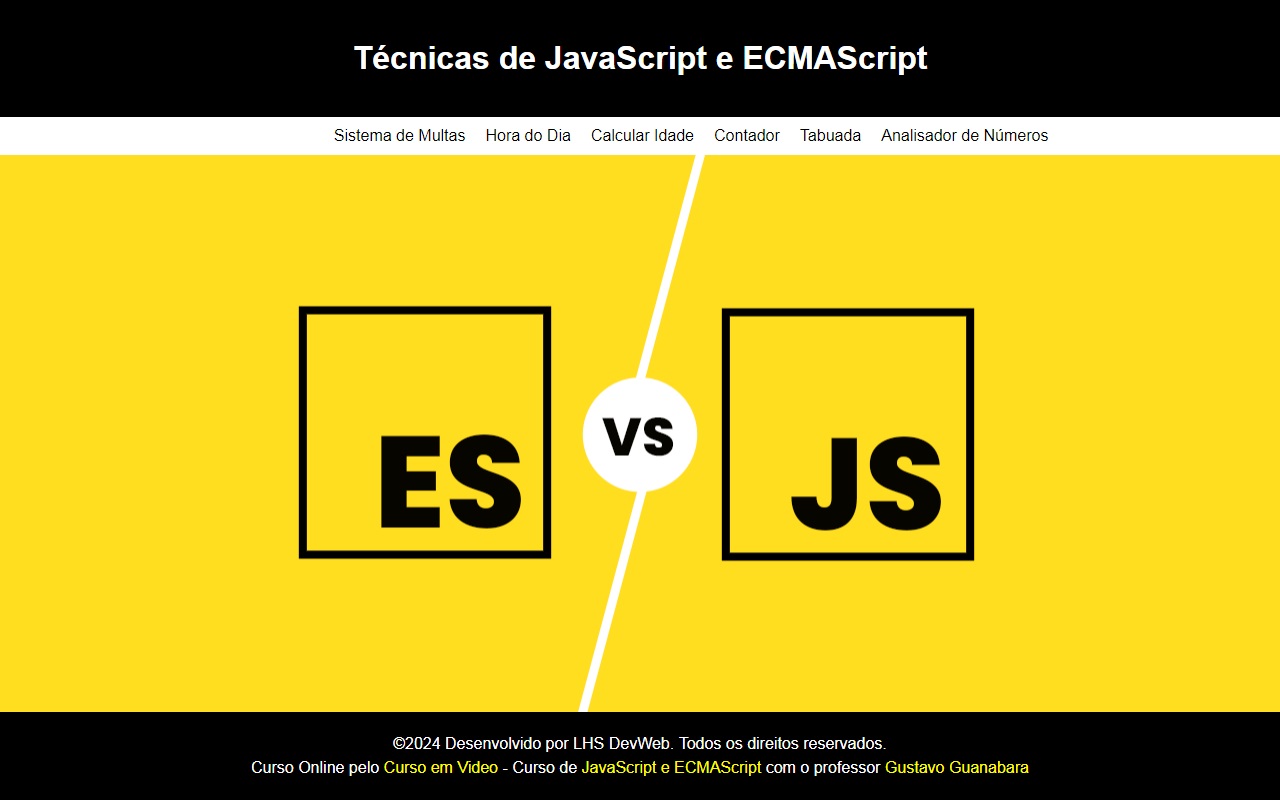 Técnicas de JavaScript e ECMAScript
Sistema de Multas Hora do Dia Calcular Idade Contador Tabuada Analisador de Números
ES VS JS
©2024 Desenvolvido por LHS DevWeb. Todos os direitos reservados.
Curso Online pelo Curso em Video - Curso de JavaScript e ECMAScript com o professor Gustavo Guanabara